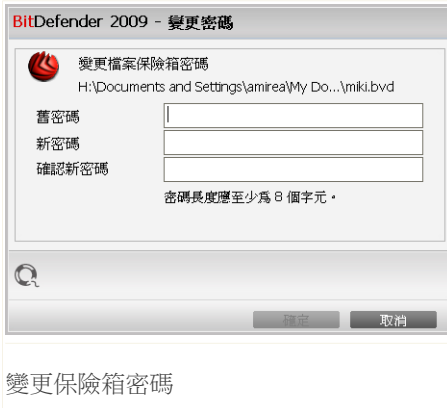 BitDefender 2009 - 變更密碼
變更檔案保險箱密碼
H:\Documents and Settings\amirea\My Do...\miki.bvd
舊密碼
新密碼
確認新密碼
密碼長度應至少為 8 個字元。
確定
取消
變更保險箱密碼